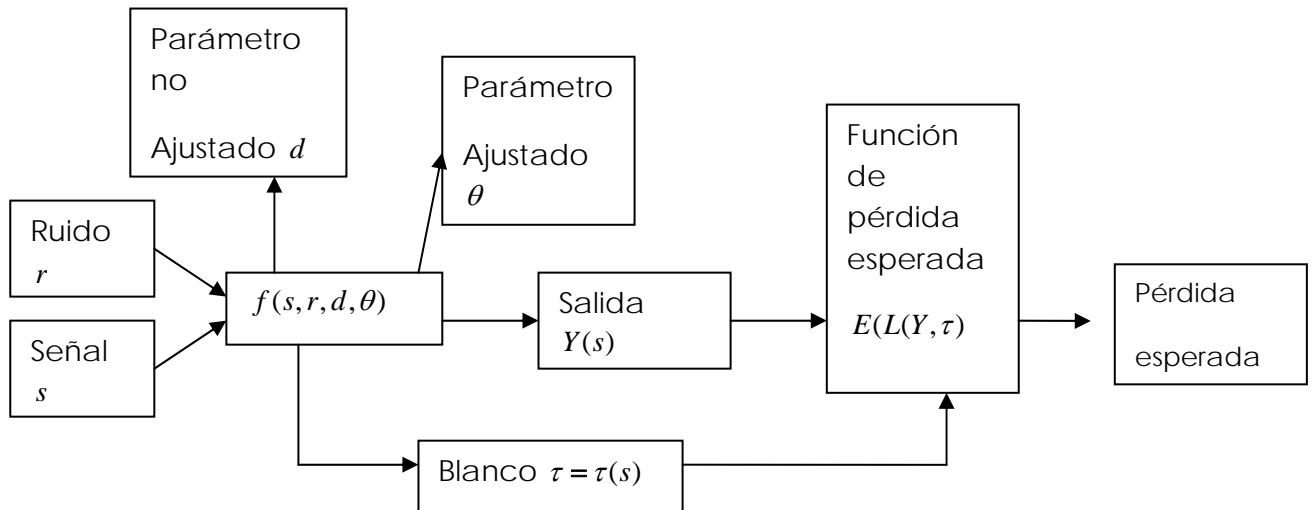 Parámetro
no
Ajustado d
Parámetro
Ajustado
θ
Función
de
pérdida
esperada
E(L(Y,τ)
Ruido
r
f(s,r,d,θ)
Salida
Y(s)
Pérdida
esperada
Señal
s
Blanco τ = τ(s)